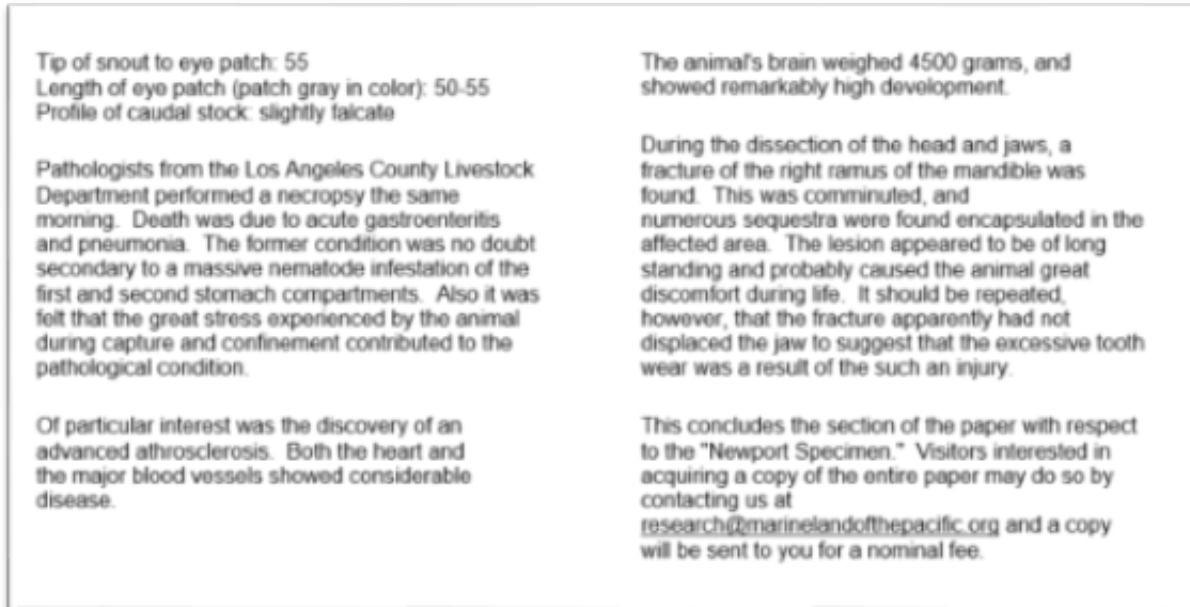 Tip of snout to eye patch: 55
Length of eye patch (patch gray in color): 50-55
Profile of caudal stock: slightly falcate
Pathologists from the Los Angeles County Livestock
Department performed a necropsy the same
morning.  Death was due to acute gastroenteritis
and pneumonia.  The former condition was no doubt
secondary to a massive nematode infestation of the
first and second stomach compartments.  Also it was
felt that the great stress experienced by the animal
during capture and confinement contributed to the
pathological condition.
Of particular interest was the discovery of an
advanced athrosclerosis.  Both the heart and
the major blood vessels showed considerable
disease.
The animal's brain weighed 4500 grams, and
showed remarkably high development.
During the dissection of the head and jaws, a
fracture of the right ramus of the mandible was
found.  This was comminuted, and
numerous sequestra were found encapsulated in the
affected area.  The lesion appeared to be of long
standing and probably caused the animal great
discomfort during life.  It should be repeated,
however, that the fracture apparently had not
displaced the jaw to suggest that the excessive tooth
wear was a result of the such an injury.
This concludes the section of the paper with respect
to the "Newport Specimen."  Visitors interested in
acquiring a copy of the entire paper may do so by
contacting us at
research@marinelandofthepacific.org and a copy
will be sent to you for a nominal fee.